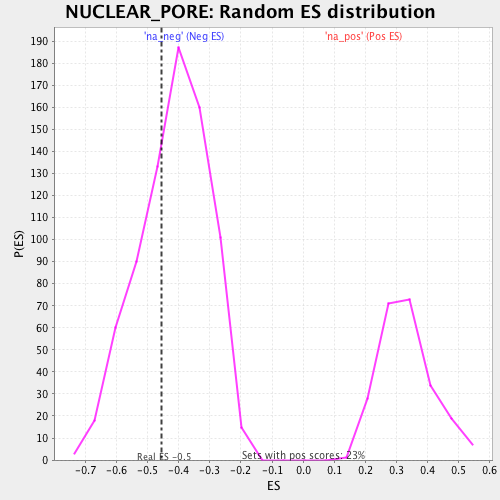 NUCLEAR_PORE: Random ES distribution
'na_neg' (Neg ES)
'na_pos' (Pos ES)
190
180
170
160
150
140
130
120
110
100
90
80
70
60
50
40
30
20
10
0
P(ES)
Real ES -0.5
Sets with pos scores: 23%
-0.7 -0.6 -0.5 -0.4 -0.3 -0.2 -0.1 0.0 0.1 0.2 0.3 0.4 0.5 0.6
ES